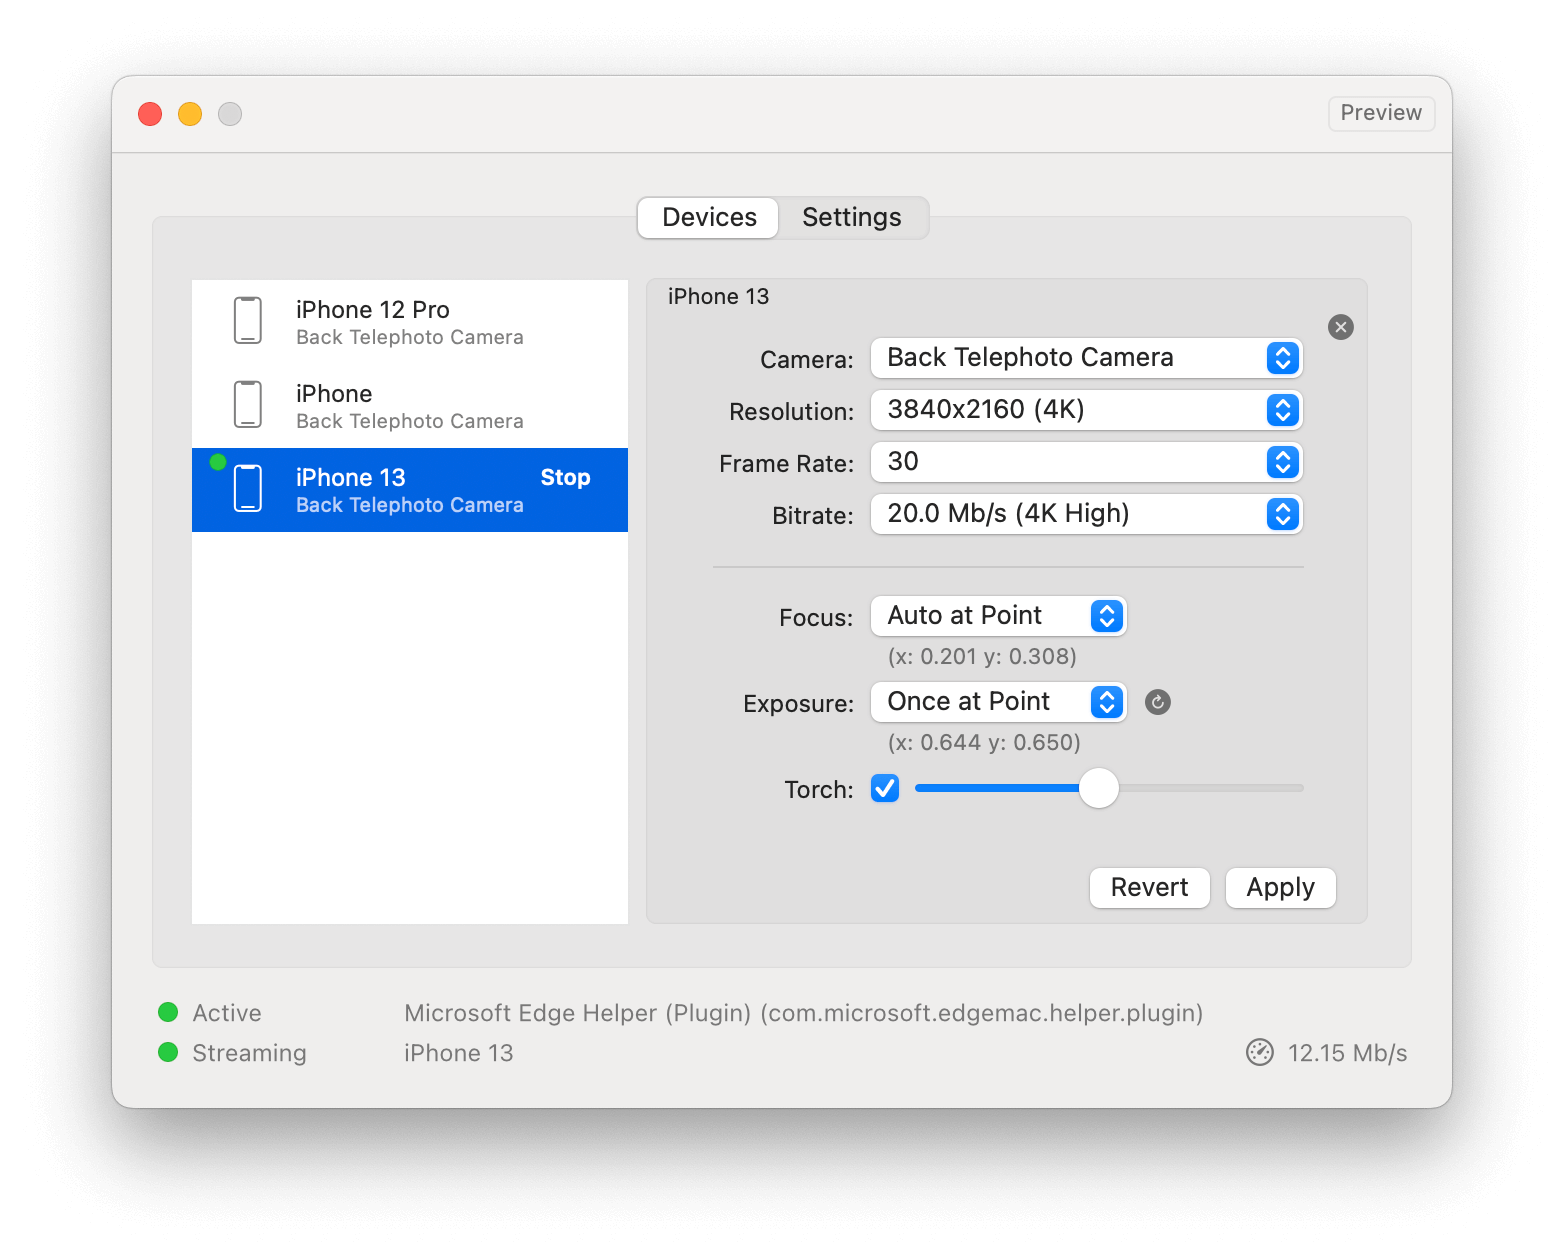 Preview
Devices Settings
iPhone 12 Pro
Back Telephoto Camera
iPhone
Back Telephoto Camera
iPhone 13 Stop
Back Telephoto Camera
iPhone 13
Camera: Back Telephoto Camera
Resolution: 3840x2160 (4K)
Frame Rate: 30
Bitrate: 20.0 Mb/s (4K High)
Focus: Auto at Point
(x: 0.201 y: 0.308)
Exposure: Once at Point
(x: 0.644 y: 0.650)
Torch:
Revert Apply
Active Microsoft Edge Helper (Plugin) (com.microsoft.edgemac.helper.plugin)
Streaming iPhone 13 12.15 Mb/s